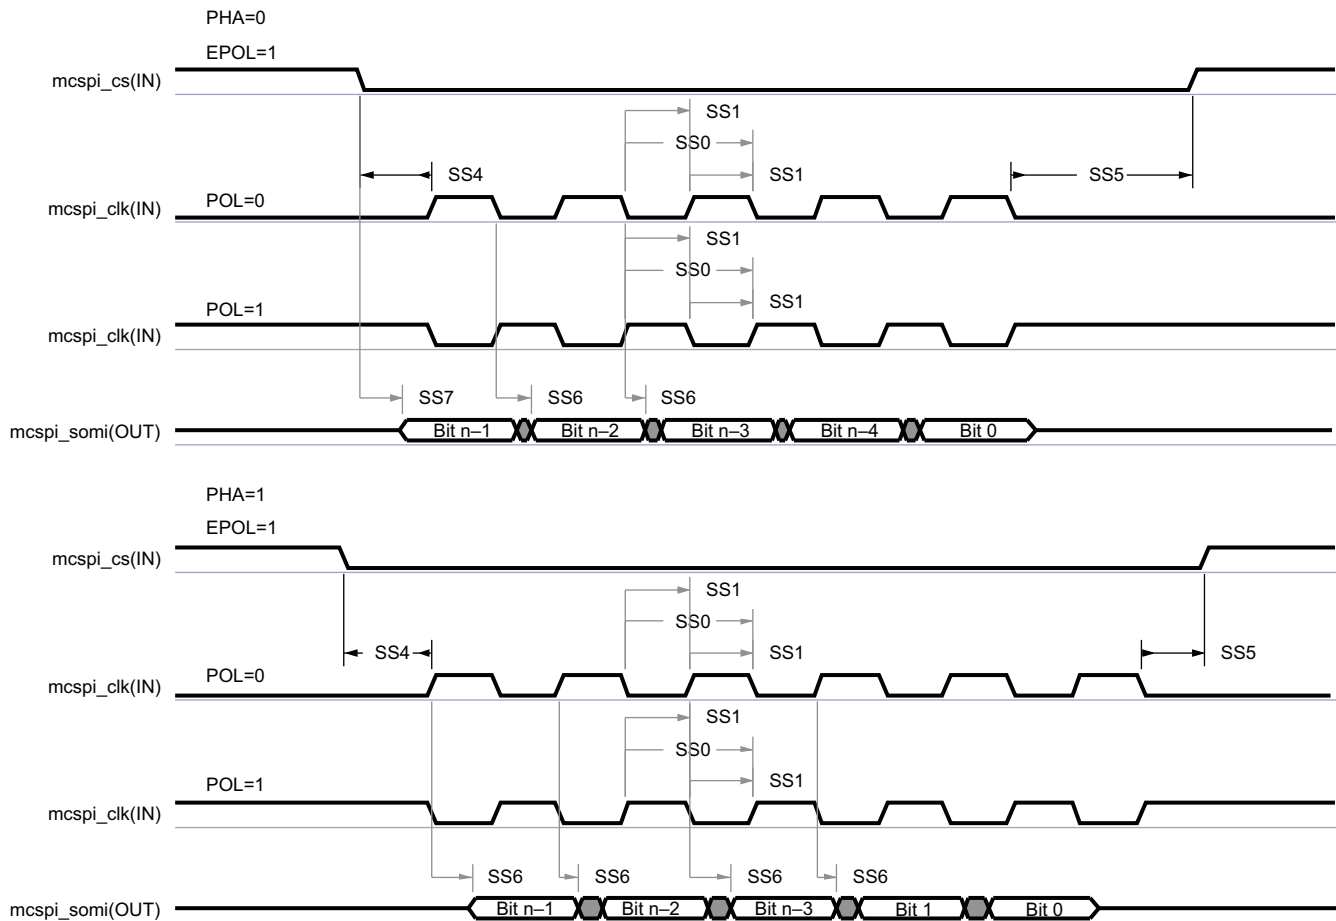 PHA=0
EPOL=1
mcspi_cs(IN)
SS1
SS0
SS4
SS1
SS5
POL=0
mcspi_clk(IN)
SS1
SS0
SS1
POL=1
mcspi_clk(IN)
SS7
SS6
SS6
mcspi_somi(OUT)
Bit n–1
Bit n–2
Bit n–3
Bit n–4
Bit 0
PHA=1
EPOL=1
mcspi_cs(IN)
SS1
SS0
SS4
SS1
SS5
POL=0
mcspi_clk(IN)
SS1
SS0
SS1
POL=1
mcspi_clk(IN)
SS6
SS6
SS6
SS6
mcspi_somi(OUT)
Bit n–1
Bit n–2
Bit n–3
Bit 1
Bit 0